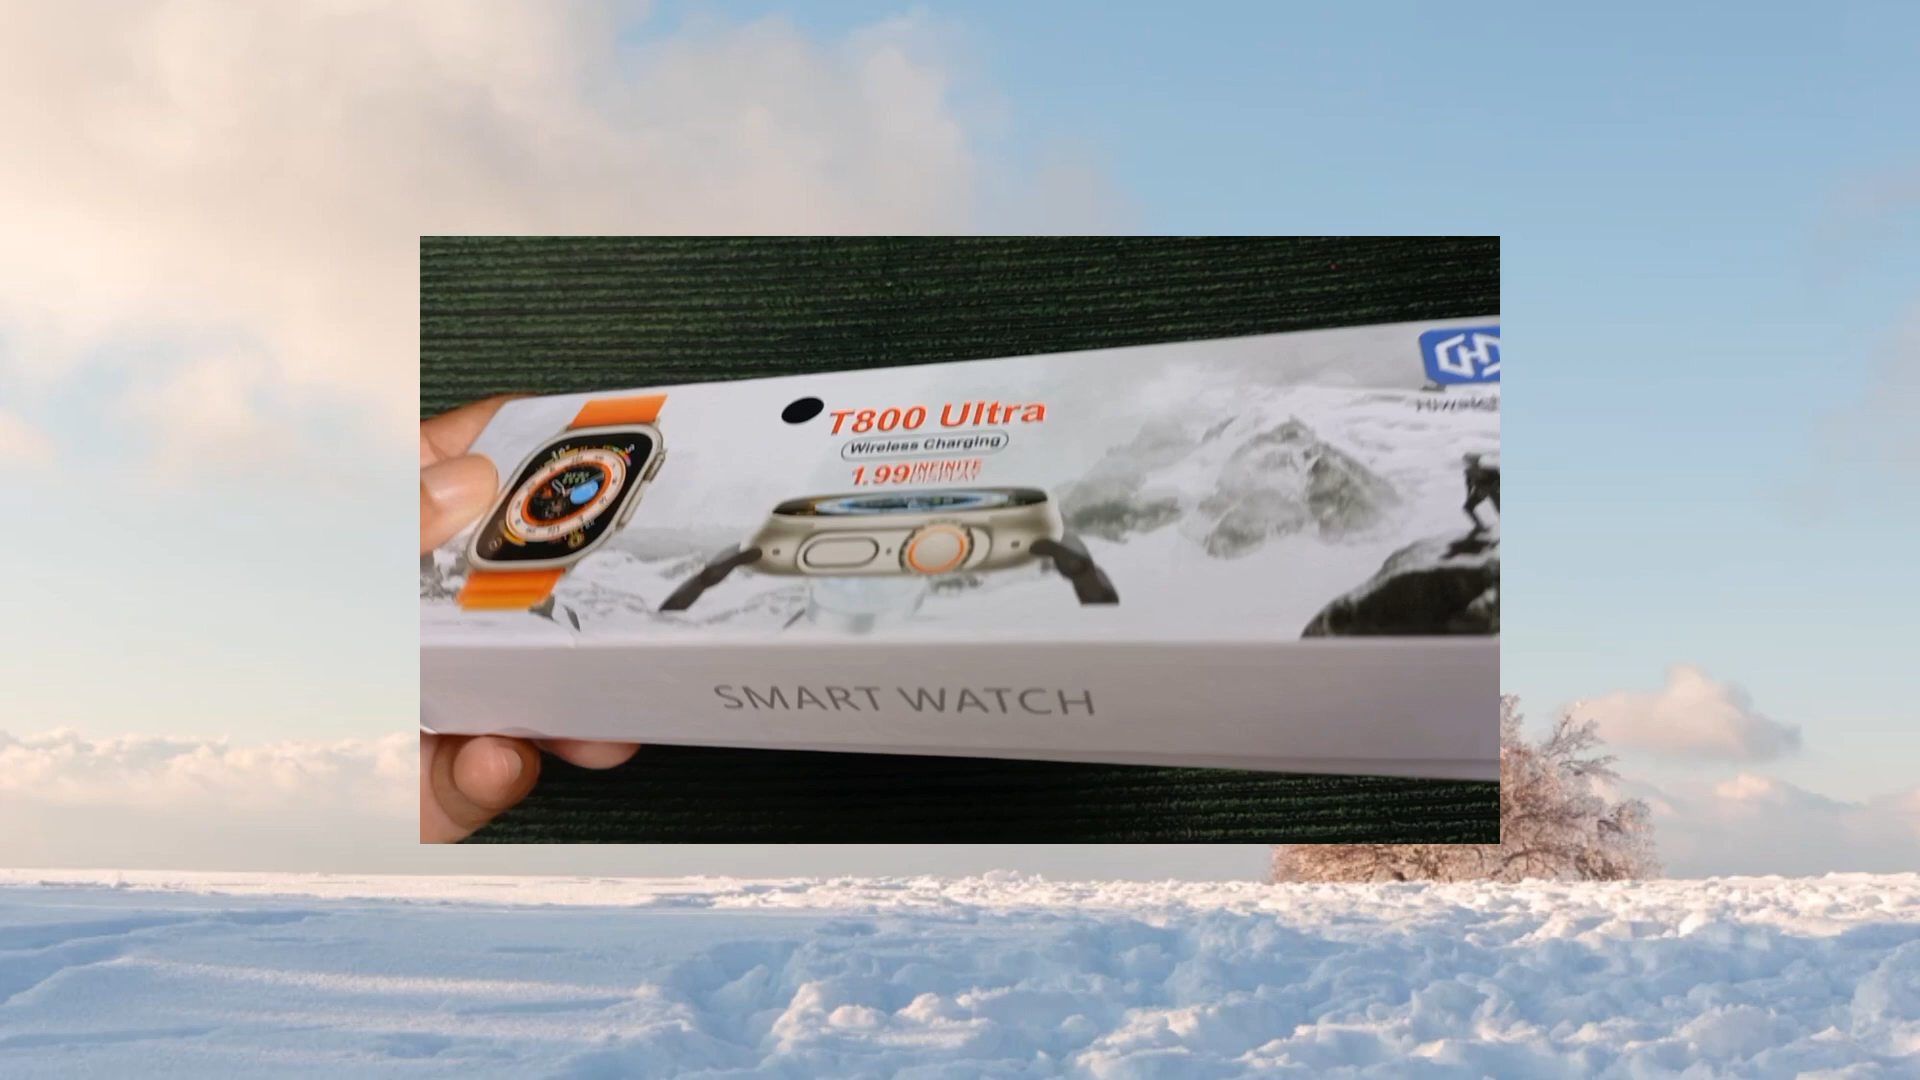 T800 Ultra
Wireless Charging
1.99 INFINITE
DISPLAY
SMART WATCH